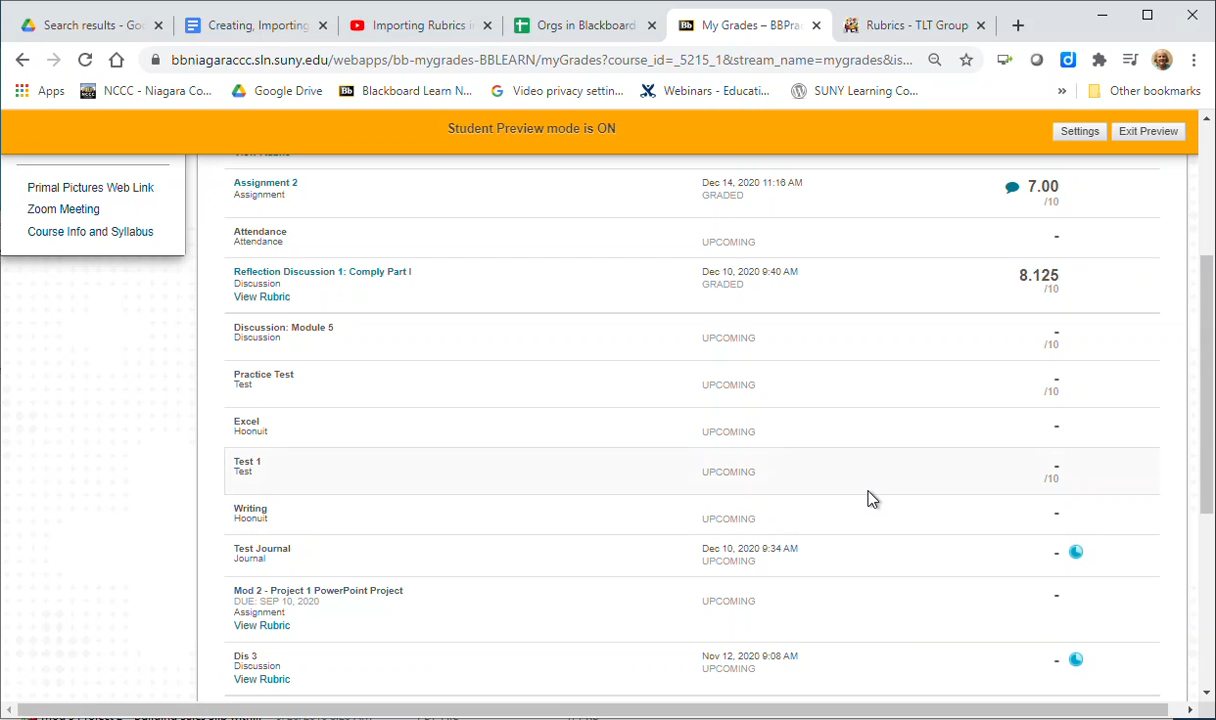 Search results - Goo
Creating, Importing
Importing Rubrics i
Orgs in Blackboard
Bb My Grades – BBPrac
Rubrics - TLT Group
bbniagaraccc.sln.suny.edu/webapps/bb-mygrades-BBLEARN/myGrades?course_id=_5215_1&stream_name=mygrades&is...
Apps
NCCC - Niagara Co...
Google Drive
Bb Blackboard Learn N...
Video privacy settin...
Webinars - Educati...
SUNY Learning Co...
»
Other bookmarks
Student Preview mode is ON
Settings
Exit Preview
Primal Pictures Web Link
Zoom Meeting
Course Info and Syllabus
Assignment 2
Assignment
Dec 14, 2020 11:16 AM
GRADED
7.00
/10
Attendance
Attendance
UPCOMING
-
Reflection Discussion 1: Comply Part I
Discussion
View Rubric
Dec 10, 2020 9:40 AM
GRADED
8.125
/10
Discussion: Module 5
Discussion
UPCOMING
-
/10
Practice Test
Test
UPCOMING
-
/10
Excel
Hoonuit
UPCOMING
-
Test 1
Test
UPCOMING
-
/10
Writing
Hoonuit
UPCOMING
-
Test Journal
Journal
Dec 10, 2020 9:34 AM
UPCOMING
-
Mod 2 - Project 1 PowerPoint Project
DUE: SEP 10, 2020
Assignment
View Rubric
UPCOMING
-
Dis 3
Discussion
View Rubric
Nov 12, 2020 9:08 AM
UPCOMING
-